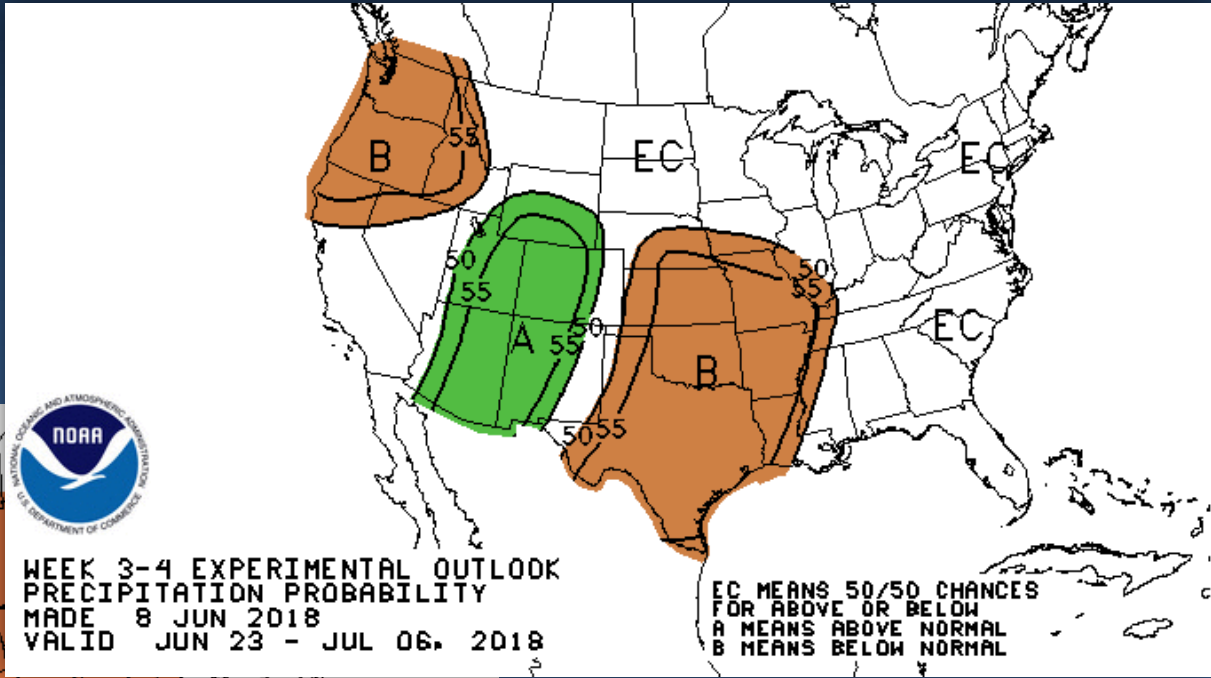 55
B
EC
EC
50
55
A
50
55
B
50
55
EC
50
55
NATIONAL OCEANIC AND ATMOSPHERIC ADMINISTRATION
NOAA
U.S. DEPARTMENT OF COMMERCE
WEEK 3-4 EXPERIMENTAL OUTLOOK
PRECIPITATION PROBABILITY
MADE 8 JUN 2018
VALID JUN 23 - JUL 06, 2018
EC MEANS 50/50 CHANCES
FOR ABOVE OR BELOW
A MEANS ABOVE NORMAL
B MEANS BELOW NORMAL